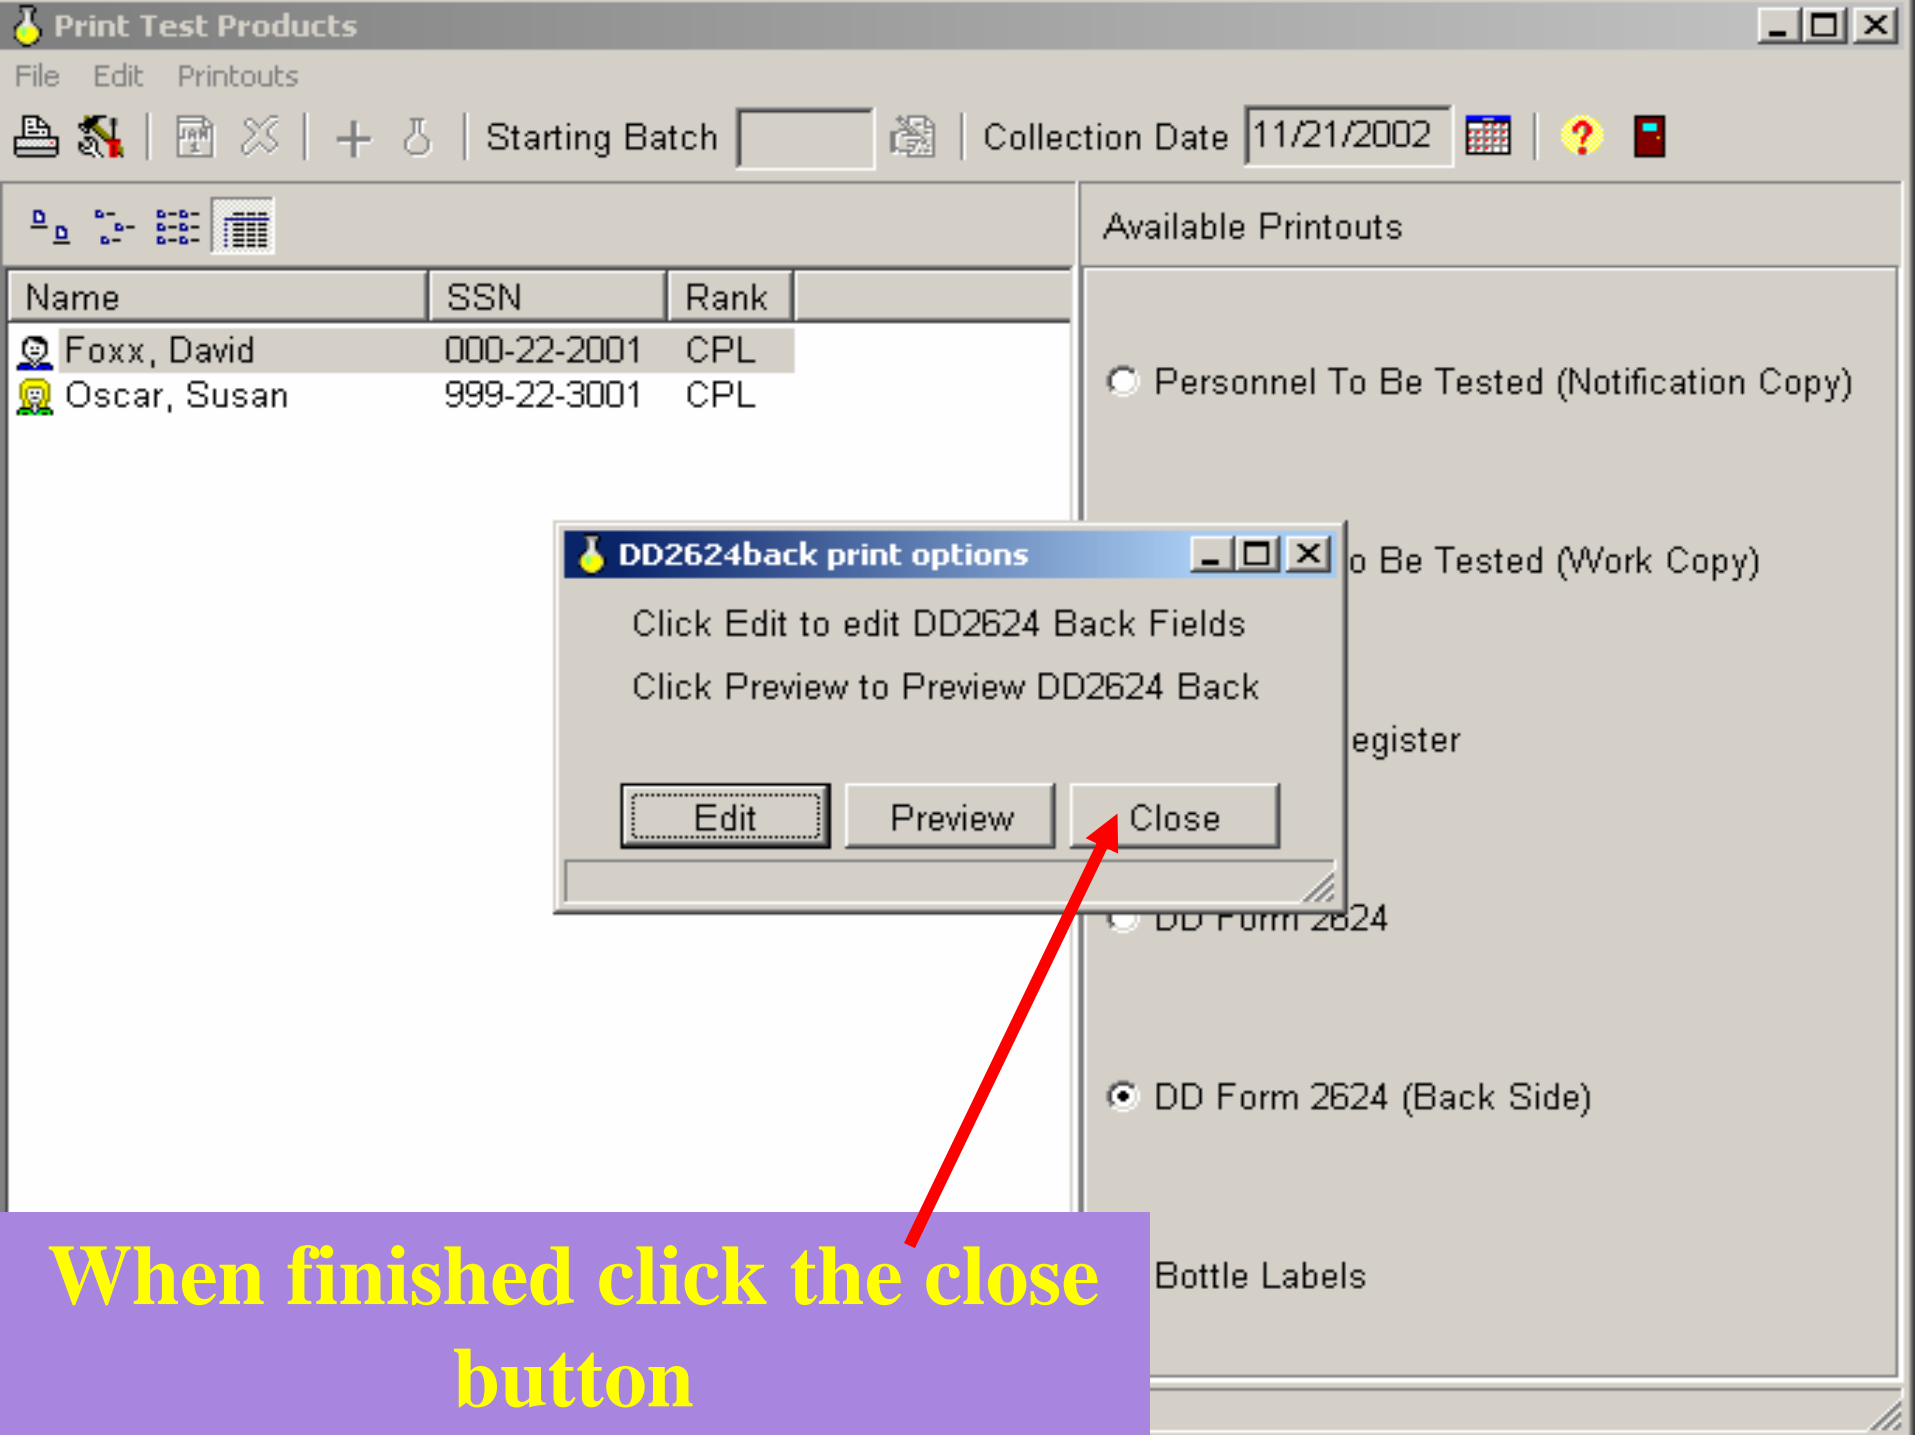 Print Test Products
File Edit Printouts
Starting Batch Collection Date 11/21/2002
Available Printouts
Name SSN Rank
Foxx, David 000-22-2001 CPL
Oscar, Susan 999-22-3001 CPL
Personnel To Be Tested (Notification Copy)
o Be Tested (Work Copy)
egister
DD Form 2624
DD Form 2624 (Back Side)
Bottle Labels
DD2624back print options
Click Edit to edit DD2624 Back Fields
Click Preview to Preview DD2624 Back
Edit Preview Close
When finished click the close
button